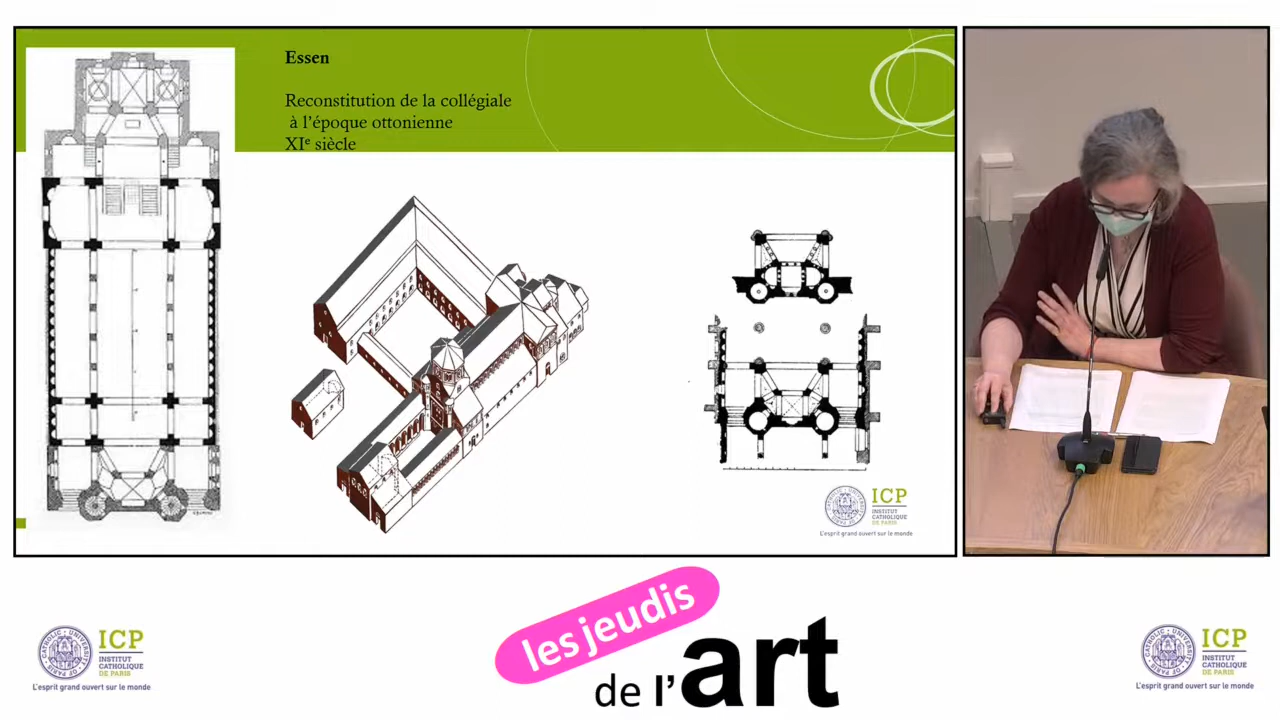 Essen
Reconstitution de la collégiale
à l'époque ottonienne
XIᵉ siècle
ICP
INSTITUT
CATHOLIQUE
DE PARIS
L'esprit grand ouvert sur le monde
les jeudis
de l'art
ICP
INSTITUT
CATHOLIQUE
DE PARIS
L'esprit grand ouvert sur le monde
ICP
INSTITUT
CATHOLIQUE
DE PARIS
L'esprit grand ouvert sur le monde